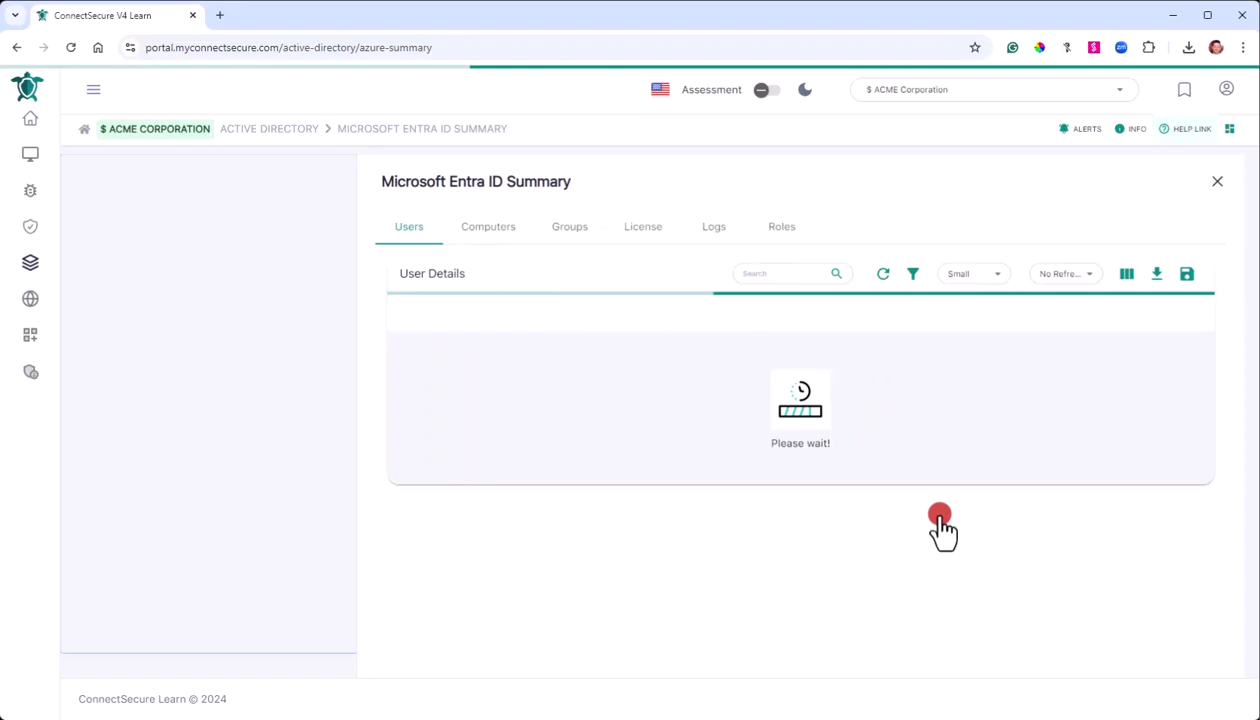 ConnectSecure V4 Learn
portal.myconnectsecure.com/active-directory/azure-summary
Assessment
$ ACME Corporation
$ ACME CORPORATION ACTIVE DIRECTORY > MICROSOFT ENTRA ID SUMMARY
ALERTS INFO HELP LINK
Microsoft Entra ID Summary
Users Computers Groups License Logs Roles
User Details
Search
Small
No Refre...
Please wait!
ConnectSecure Learn © 2024